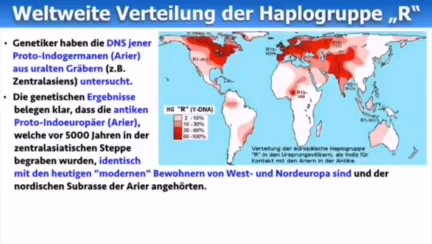 Weltweite Verteilung der Haplogruppe „R“
• Genetiker haben die DNS jener
Proto-Indogermanen (Arier)
aus uralten Gräbern (z.B.
Zentralasiens) untersucht.
• Die genetischen Ergebnisse
belegen klar, dass die antiken
Proto-Indoeuropäer (Arier),
welche vor 5000 Jahren in der
zentralasiatischen Steppe
begraben wurden, identisch
mit den heutigen "modernen" Bewohnern von West- und Nordeuropa sind und der
nordischen Subrasse der Arier angehörten.
HG "R" (Y-DNA)
2 - 10%
10 - 30%
30 - 60%
60 -100%
Verteilung der europäische Haplogruppe
"R" in den Ursprungsvölkern, als Indiz für
Kontakt mit den Ariern in der Antike.